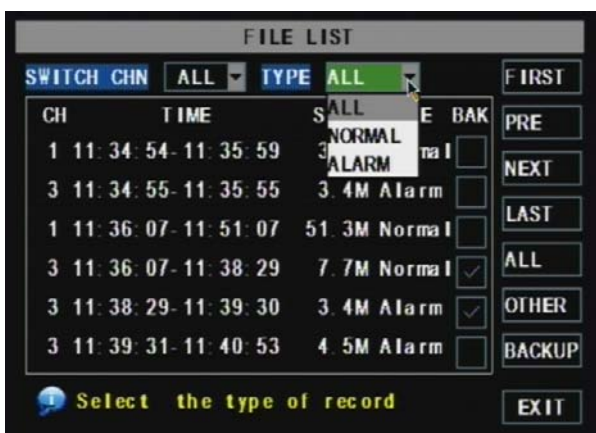 FILE LIST
SWITCH CHN ALL TYPE ALL FIRST
ALL
NORMAL
ALARM
CH TIME BAK PRE
1 11:34:54-11:35:59
NEXT
3 11:34:55-11:35:55 3.4M Alarm
LAST
1 11:36:07-11:51:07 51.3M Normal
3 11:36:07-11:38:29 7.7M Normal ALL
3 11:38:29-11:39:30 3.4M Alarm OTHER
3 11:39:31-11:40:53 4.5M Alarm BACKUP
Select the type of record EXIT